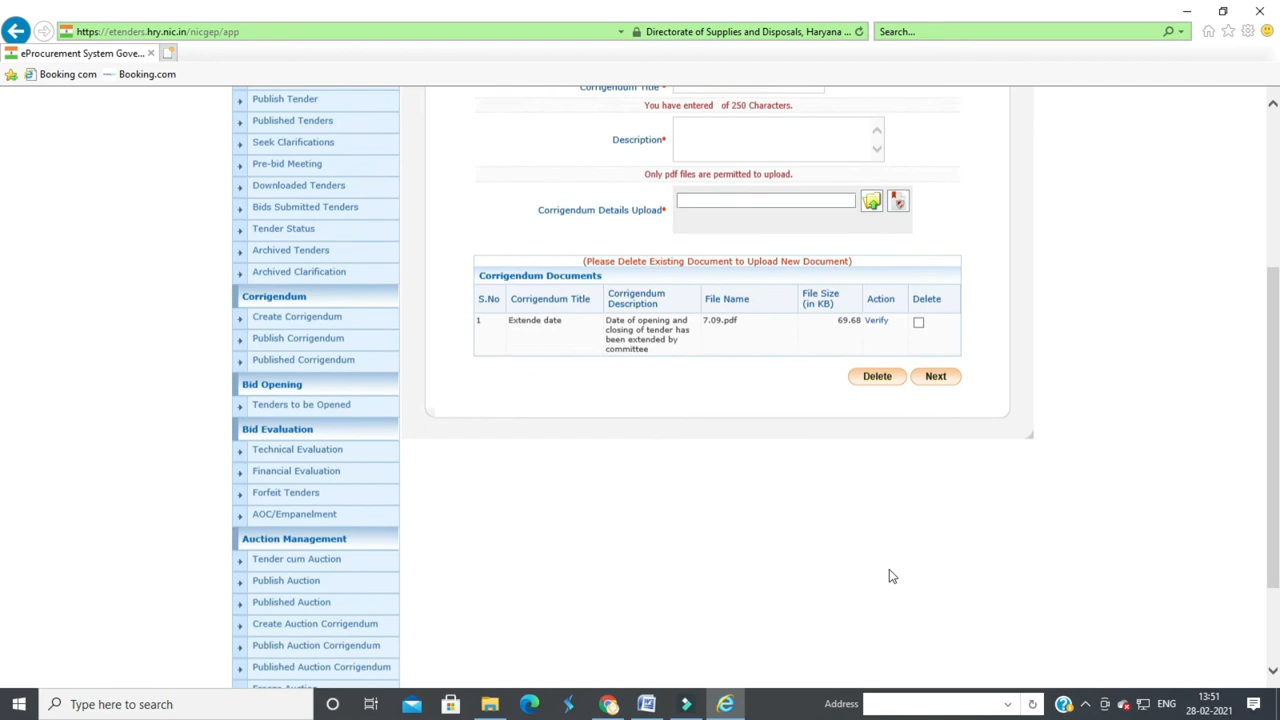 https://etenders.hry.nic.in/nicgep/app
Directorate of Supplies and Disposals, Haryana ...
Search...
eProcurement System Gove...
Booking com
Booking.com
Publish Tender
Published Tenders
Seek Clarifications
Pre-bid Meeting
Downloaded Tenders
Bids Submitted Tenders
Tender Status
Archived Tenders
Archived Clarification
Corrigendum
Create Corrigendum
Publish Corrigendum
Published Corrigendum
Bid Opening
Tenders to be Opened
Bid Evaluation
Technical Evaluation
Financial Evaluation
Forfeit Tenders
AOC/Empanelment
Auction Management
Tender cum Auction
Publish Auction
Published Auction
Create Auction Corrigendum
Publish Auction Corrigendum
Published Auction Corrigendum
Freeze Auction
Corrigendum Title *
You have entered of 250 Characters.
Description*
Only pdf files are permitted to upload.
Corrigendum Details Upload*
(Please Delete Existing Document to Upload New Document)
Corrigendum Documents
S.No Corrigendum Title Corrigendum Description File Name File Size (in KB) Action Delete
1 Extende date Date of opening and closing of tender has been extended by committee 7.09.pdf 69.68 Verify
Delete Next
Type here to search
Address
ENG
13:51
28-02-2021